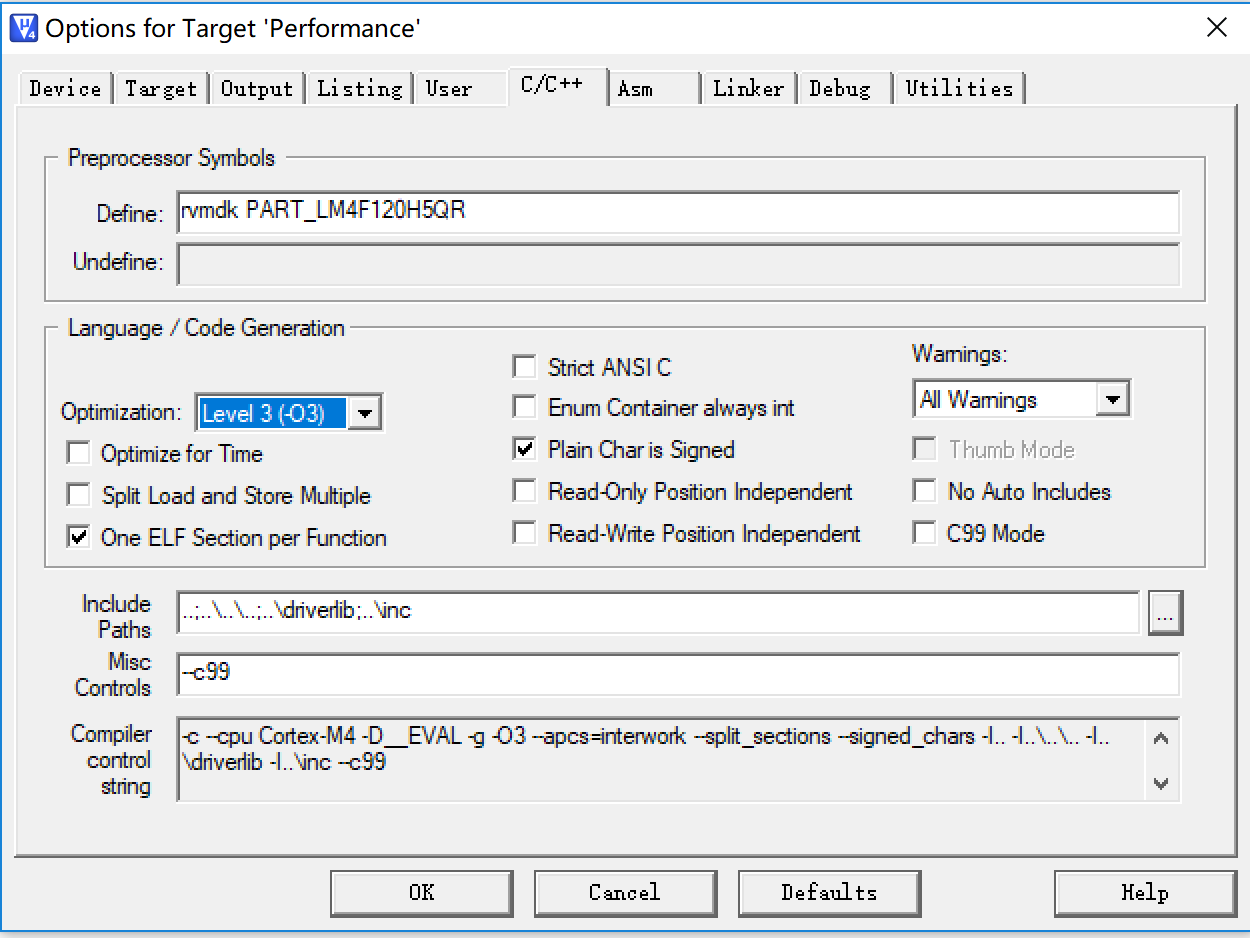 Options for Target 'Performance'
Device Target Output Listing User C/C++ Asm Linker Debug Utilities
Preprocessor Symbols
Define: rvmdk PART_LM4F120H5QR
Undefine:
Language / Code Generation
Optimization: Level 3 (-O3)
Optimize for Time
Split Load and Store Multiple
One ELF Section per Function
Strict ANSI C
Enum Container always int
Plain Char is Signed
Read-Only Position Independent
Read-Write Position Independent
Warnings:
All Warnings
Thumb Mode
No Auto Includes
C99 Mode
Include
Paths
..;..\..\..;..\driverlib;..\inc
...
Misc
Controls
--c99
Compiler
control
string
-c --cpu Cortex-M4 -D__EVAL -g -O3 --apcs=interwork --split_sections --signed_chars -I.. -I..\..\.. -I..
\driverlib -I..\inc --c99
OK Cancel Defaults Help